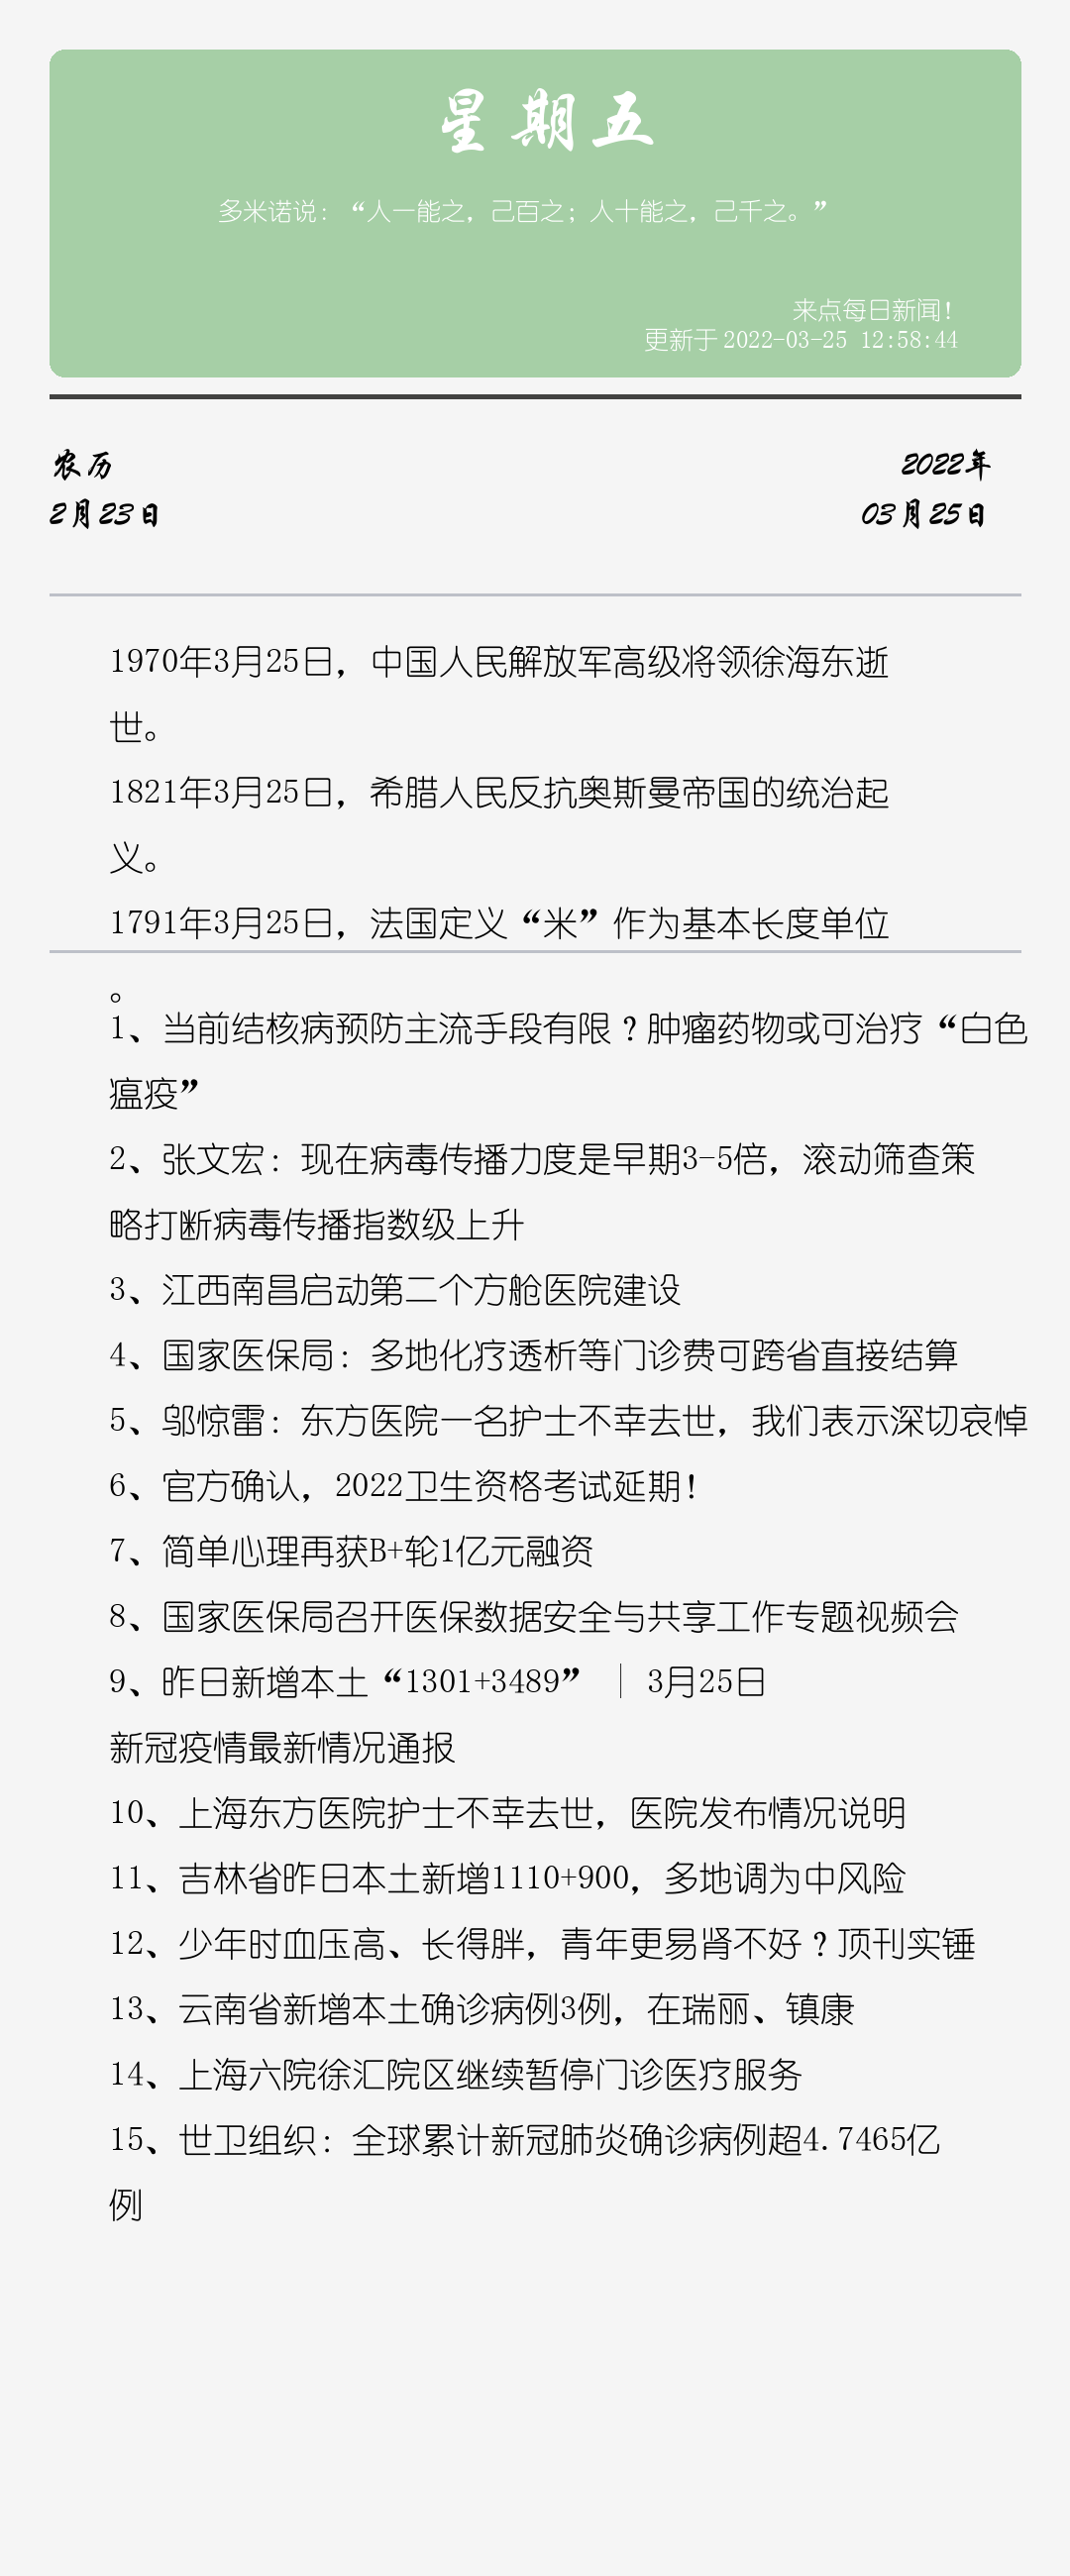 星期五
多米诺说：“人一能之，己百之；人十能之，己千之。”
来点每日新闻！
更新于2022-03-25 12:58:44
农历
2022年
2月23日
03月25日
1970年3月25日，中国人民解放军高级将领徐海东逝
世。
1821年3月25日，希腊人民反抗奥斯曼帝国的统治起
义。
1791年3月25日，法国定义“米”作为基本长度单位
。
1、当前结核病预防主流手段有限？肿瘤药物或可治疗“白色
瘟疫”
2、张文宏：现在病毒传播力度是早期3-5倍，滚动筛查策
略打断病毒传播指数级上升
3、江西南昌启动第二个方舱医院建设
4、国家医保局：多地化疗透析等门诊费可跨省直接结算
5、邬惊雷：东方医院一名护士不幸去世，我们表示深切哀悼
6、官方确认，2022卫生资格考试延期！
7、简单心理再获B+轮1亿元融资
8、国家医保局召开医保数据安全与共享工作专题视频会
9、昨日新增本土“1301+3489” | 3月25日
新冠疫情最新情况通报
10、上海东方医院护士不幸去世，医院发布情况说明
11、吉林省昨日本土新增1110+900，多地调为中风险
12、少年时血压高、长得胖，青年更易肾不好？顶刊实锤
13、云南省新增本土确诊病例3例，在瑞丽、镇康
14、上海六院徐汇院区继续暂停门诊医疗服务
15、世卫组织：全球累计新冠肺炎确诊病例超4.7465亿
例